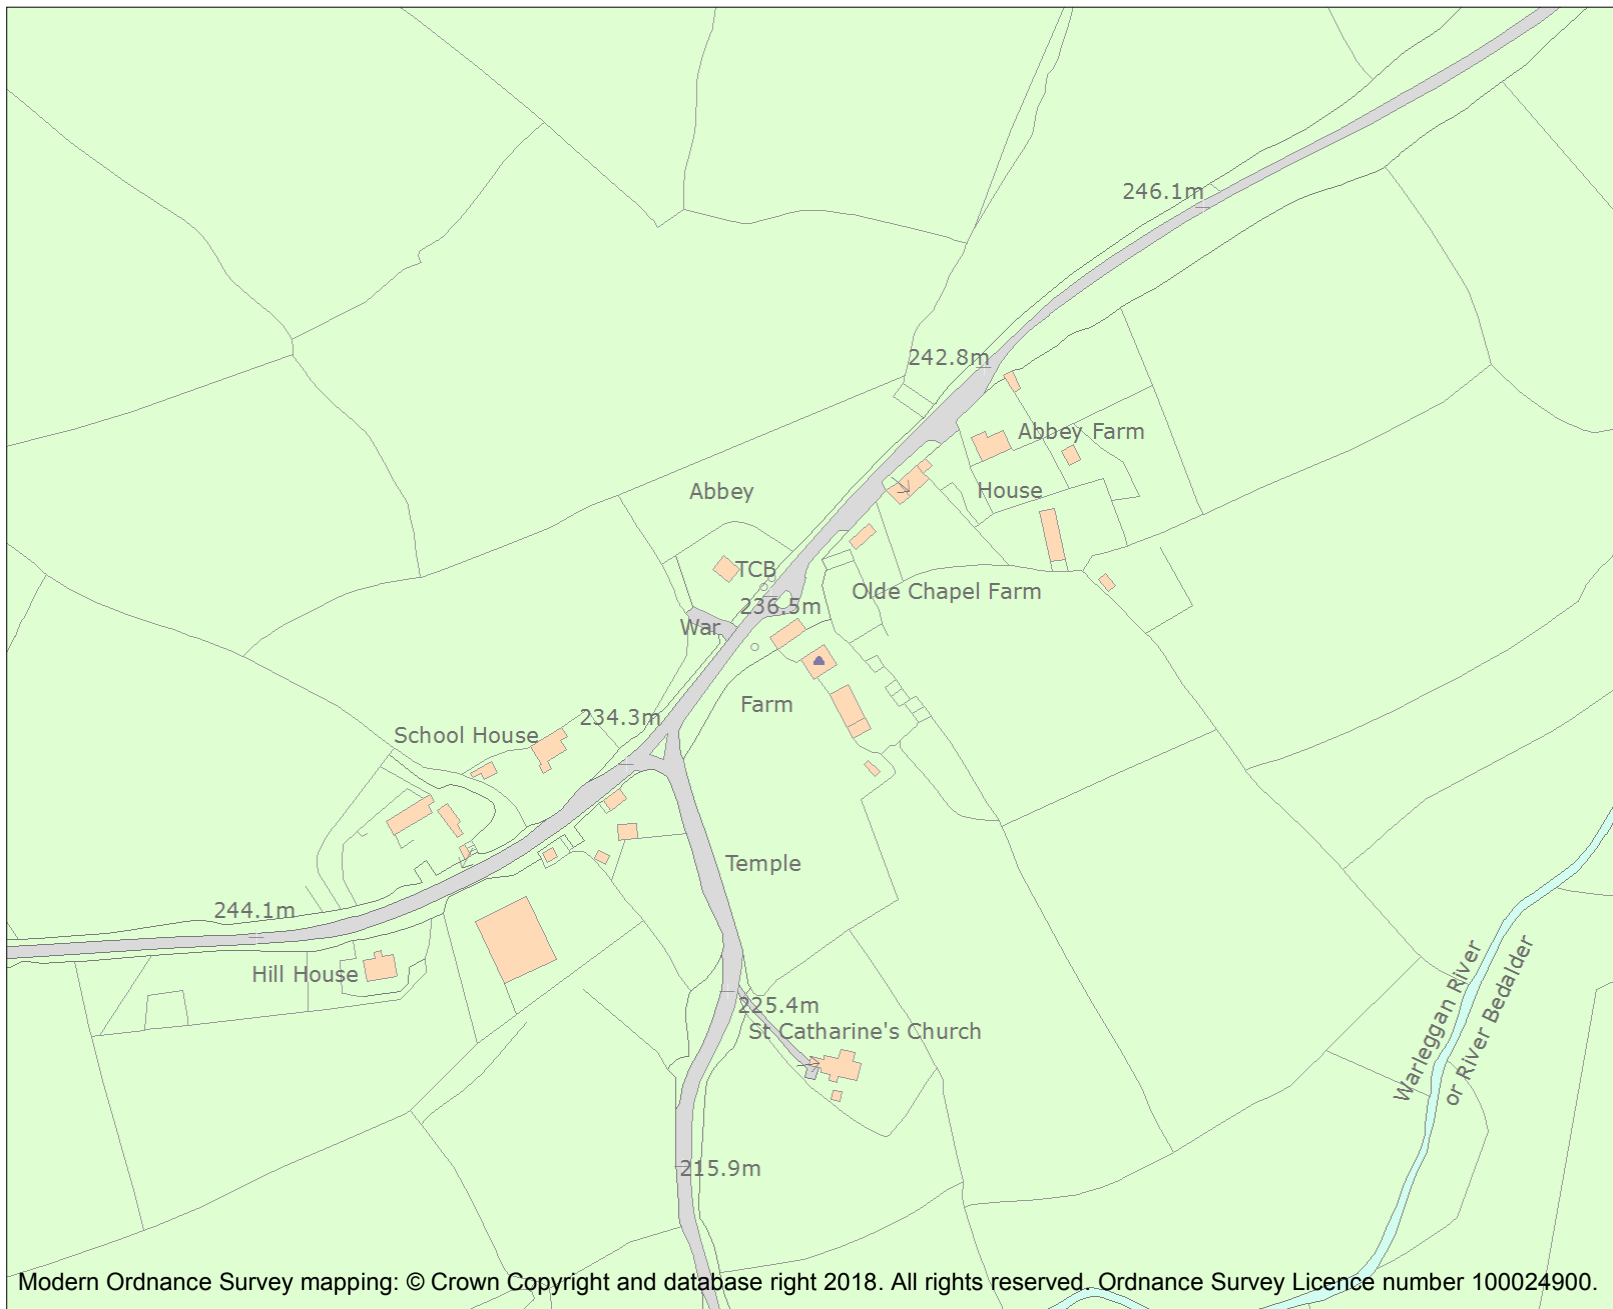 246.1m
242.8m
Abbey Farm
Abbey
House
TCB
Olde Chapel Farm
236.5m
War
Farm
234.3m
School House
Temple
244.1m
Hill House
225.4m
St Catharine's Church
Warleggan River
or River Bedalder
215.9m
Modern Ordnance Survey mapping: © Crown Copyright and database right 2018. All rights reserved. Ordnance Survey Licence number 100024900.